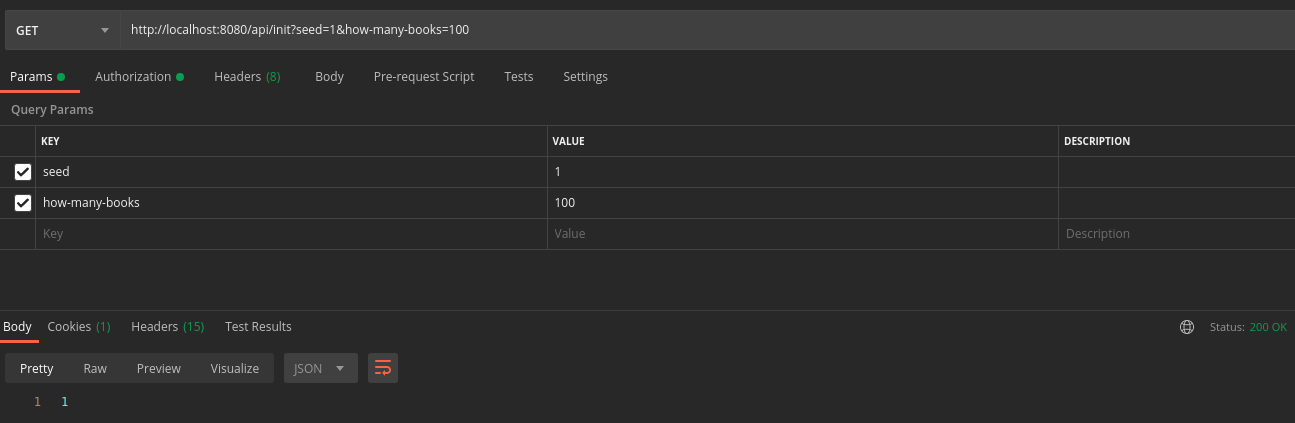 GET http://localhost:8080/api/init?seed=1&how-many-books=100
Params Authorization Headers (8) Body Pre-request Script Tests Settings
Query Params
KEY VALUE DESCRIPTION
seed 1
how-many-books 100
Key Value Description
Body Cookies (1) Headers (15) Test Results Status: 200 OK
Pretty Raw Preview Visualize JSON
1 1